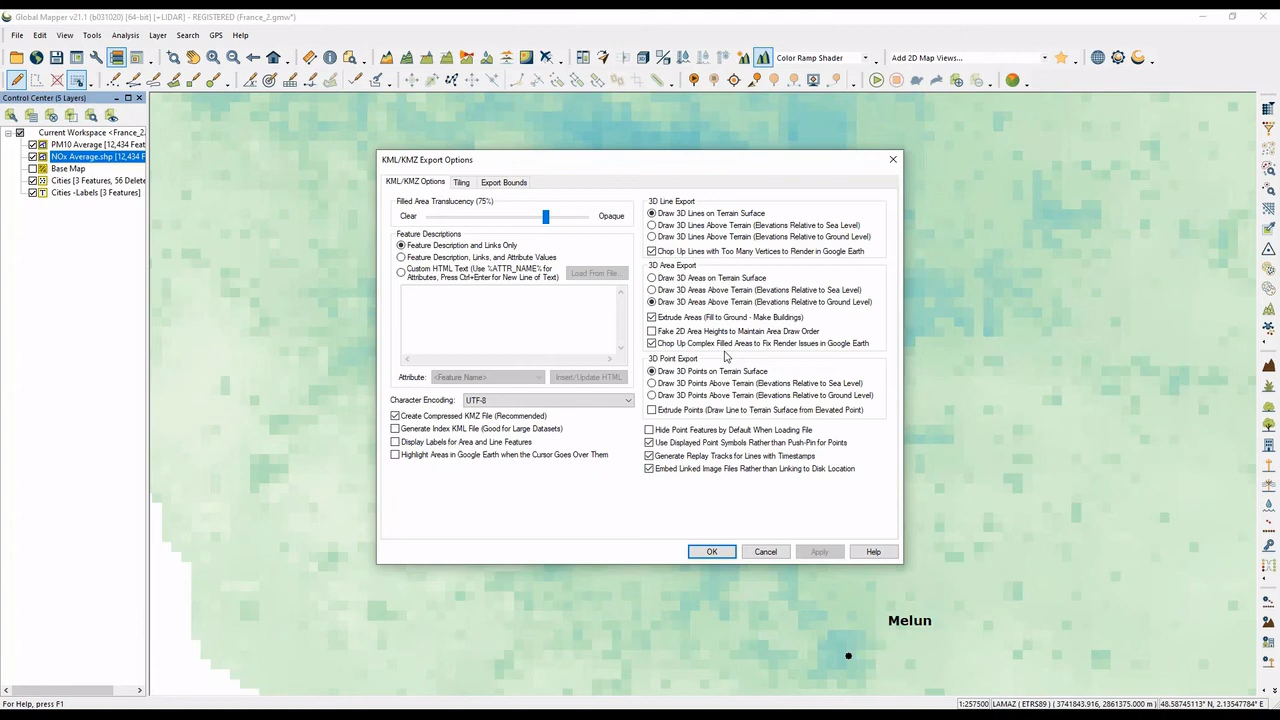 Global Mapper v21.1 (b031020) [64-bit] [+LIDAR] - REGISTERED (France_2.gmw*)
File Edit View Tools Analysis Layer Search GPS Help
Color Ramp Shader
Add 2D Map Views...
Control Center (5 Layers)
Current Workspace <France_2.
PM10 Average [12,434 Feat
NOx Average.shp [12,434 F
Base Map
Cities [3 Features, 56 Delete
Cities -Labels [3 Features]
KML/KMZ Export Options
KML/KMZ Options Tiling Export Bounds
Filled Area Translucency (75%)
Clear Opaque
Feature Descriptions
Feature Description and Links Only
Feature Description, Links, and Attribute Values
Custom HTML Text (Use %ATTR_NAME% for
Attributes, Press Ctrl+Enter for New Line of Text)
Load From File...
Attribute: <Feature Name> Insert/Update HTML
Character Encoding: UTF-8
Create Compressed KMZ File (Recommended)
Generate Index KML File (Good for Large Datasets)
Display Labels for Area and Line Features
Highlight Areas in Google Earth when the Cursor Goes Over Them
3D Line Export
Draw 3D Lines on Terrain Surface
Draw 3D Lines Above Terrain (Elevations Relative to Sea Level)
Draw 3D Lines Above Terrain (Elevations Relative to Ground Level)
Chop Up Lines with Too Many Vertices to Render in Google Earth
3D Area Export
Draw 3D Areas on Terrain Surface
Draw 3D Areas Above Terrain (Elevations Relative to Sea Level)
Draw 3D Areas Above Terrain (Elevations Relative to Ground Level)
Extrude Areas (Fill to Ground - Make Buildings)
Fake 2D Area Heights to Maintain Area Draw Order
Chop Up Complex Filled Areas to Fix Render Issues in Google Earth
3D Point Export
Draw 3D Points on Terrain Surface
Draw 3D Points Above Terrain (Elevations Relative to Sea Level)
Draw 3D Points Above Terrain (Elevations Relative to Ground Level)
Extrude Points (Draw Line to Terrain Surface from Elevated Point)
Hide Point Features by Default When Loading File
Use Displayed Point Symbols Rather than Push-Pin for Points
Generate Replay Tracks for Lines with Timestamps
Embed Linked Image Files Rather than Linking to Disk Location
OK Cancel Apply Help
Melun
For Help, press F1
1:257500 LAMAZ ( ETRS89 ) ( 3741843.916, 2861375.000 m ) 48.58745113° N, 2.13547784° E